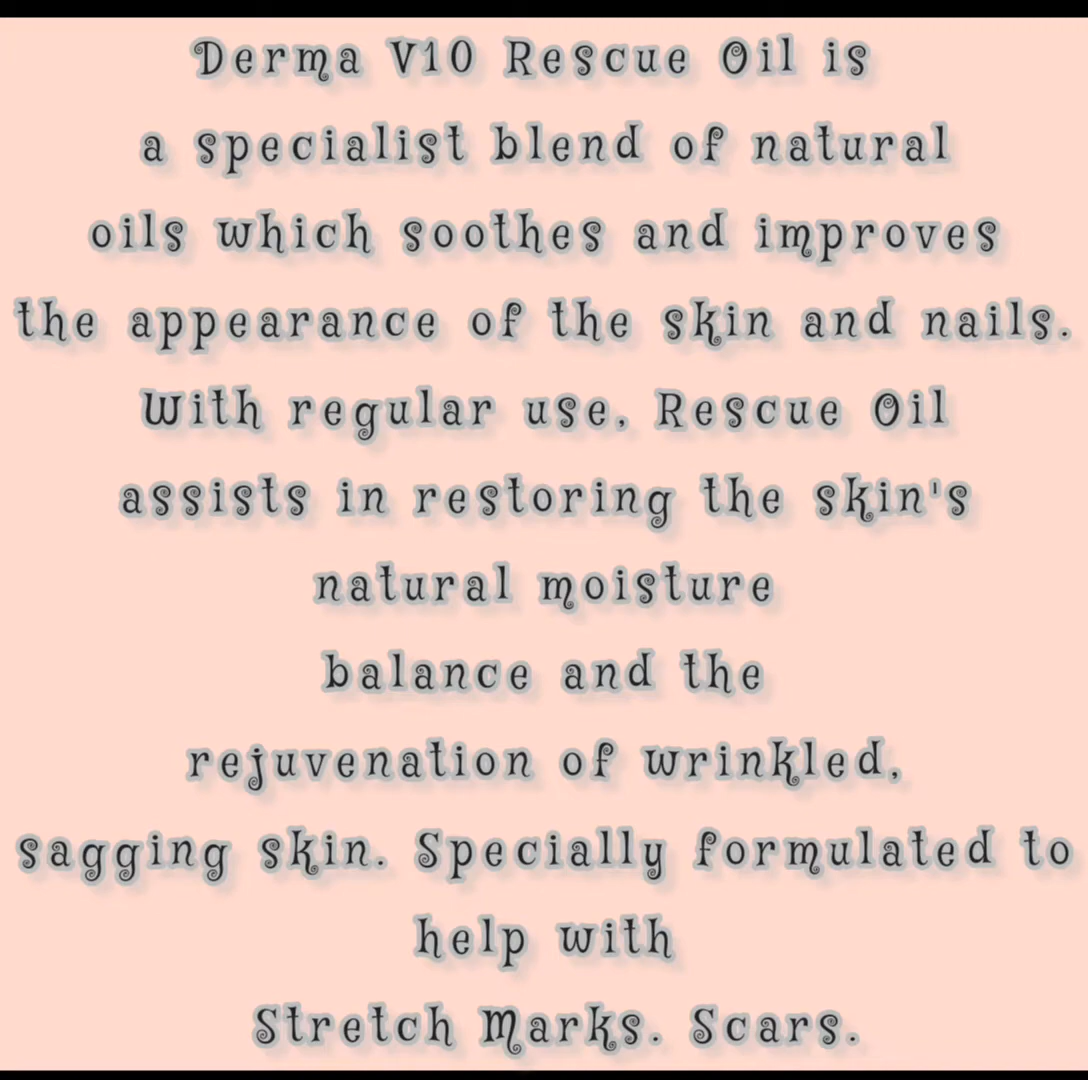 Derma V10 Rescue Oil is
a specialist blend of natural
oils which soothes and improves
the appearance of the skin and nails.
With regular use, Rescue Oil
assists in restoring the skin's
natural moisture
balance and the
rejuvenation of wrinkled,
sagging skin. Specially formulated to
help with
Stretch Marks. Scars.